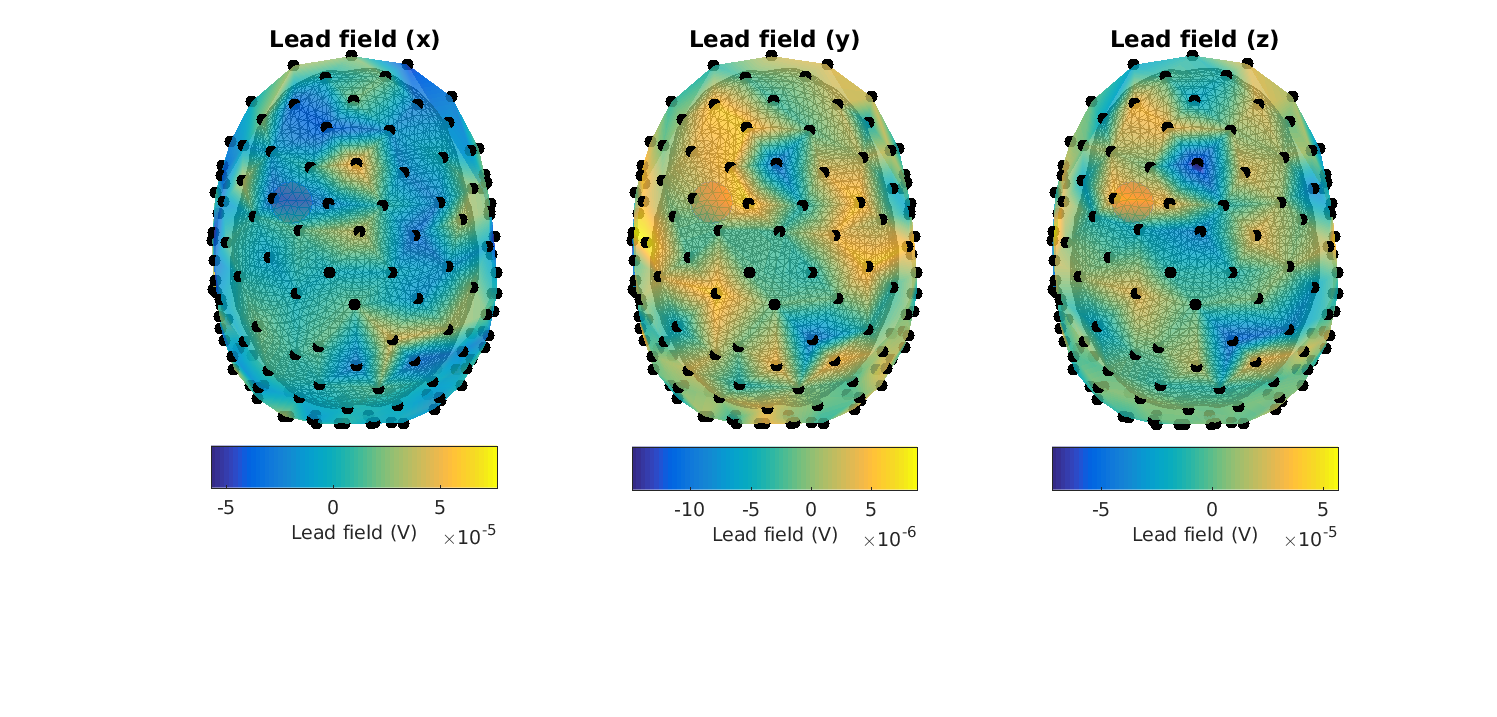 Lead field (x)
-5 0 5
Lead field (V) ×10-5
Lead field (y)
-10 -5 0 5
Lead field (V) ×10-6
Lead field (z)
-5 0 5
Lead field (V) ×10-5